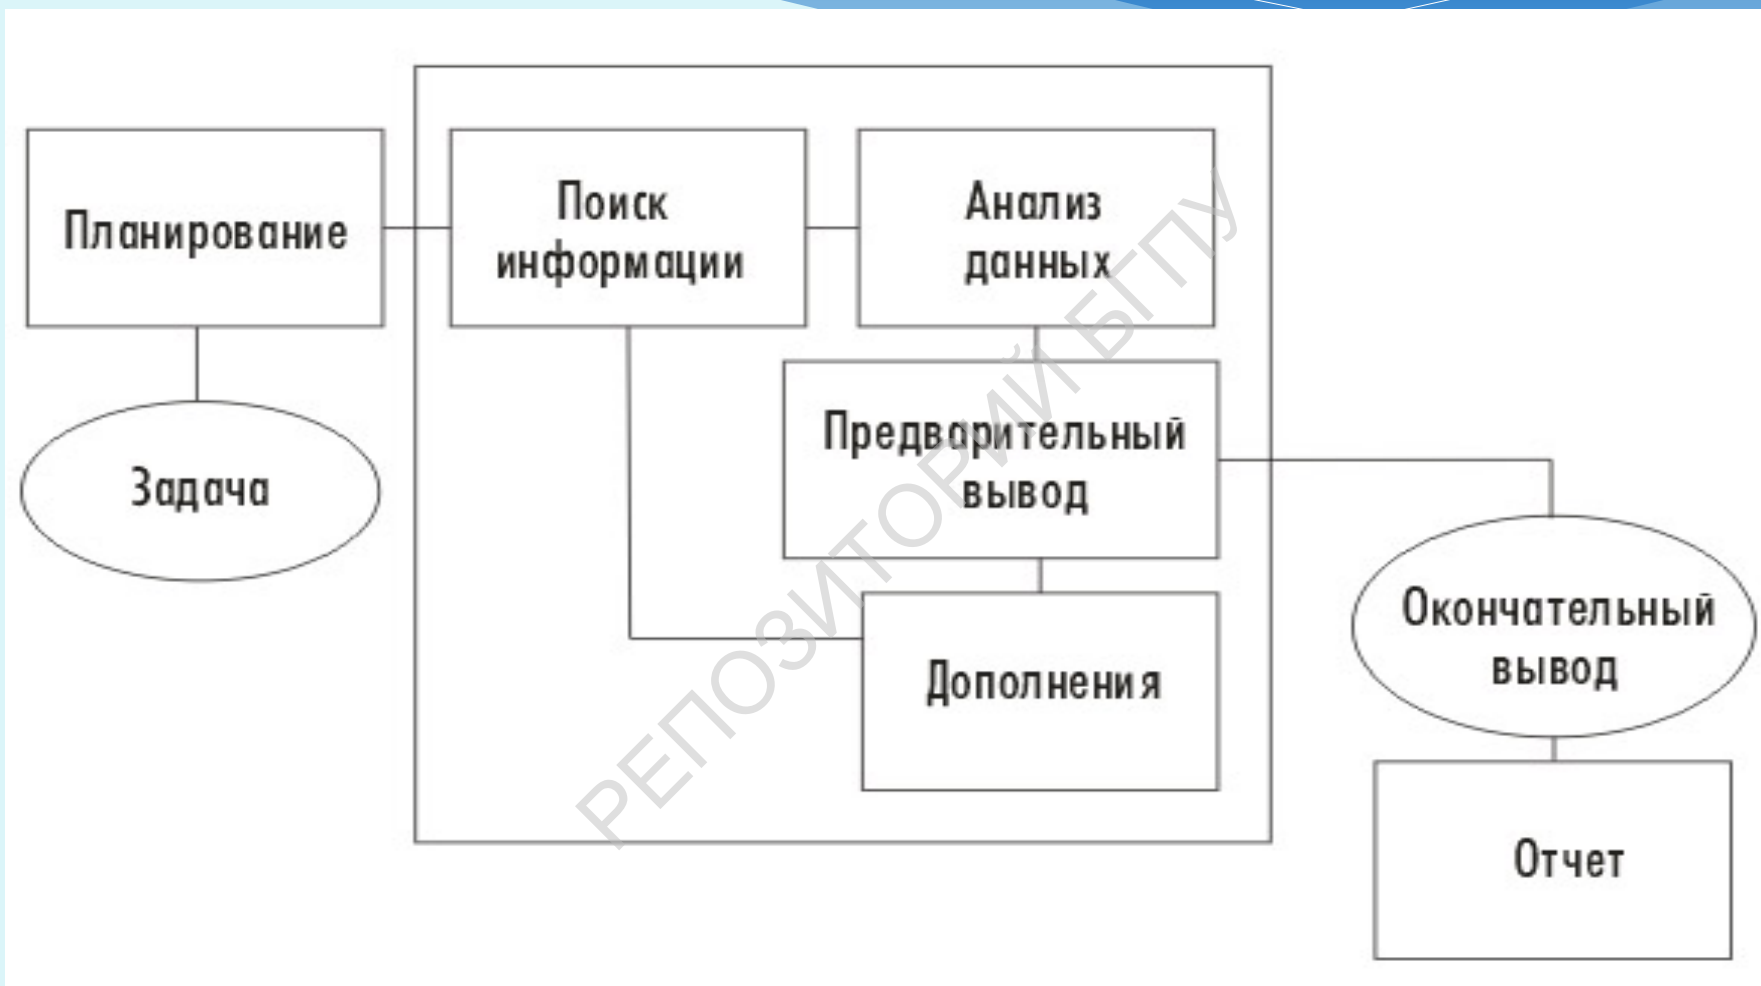 Планирование
Задача
Поиск
информации
Анализ
данных
Предварительный
вывод
Дополнения
Окончательный
вывод
Отчет
РЕПОЗИТОРИЙ БГПУ